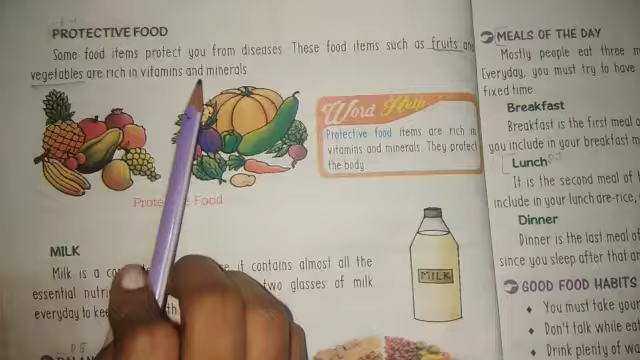 PROTECTIVE FOOD
Some food items protect you from diseases. These food items such as fruits and
vegetables are rich in vitamins and minerals
Word Help
Protective food items are rich in
vitamins and minerals. They protect
the body.
Food
MILK
Milk is a it contains almost all the
essential two glasses of milk
everyday to
MILK
MEALS OF THE DAY
Mostly people eat three
Everyday, you must try to have
fixed time.
Breakfast
Breakfast is the first meal
you include in your breakfast
Lunch
It is the second meal of
include in your lunch are-rice,
Dinner
Dinner is the last meal
since you sleep after that
GOOD FOOD HABITS
You must take your
Don't talk while
Drink plenty of